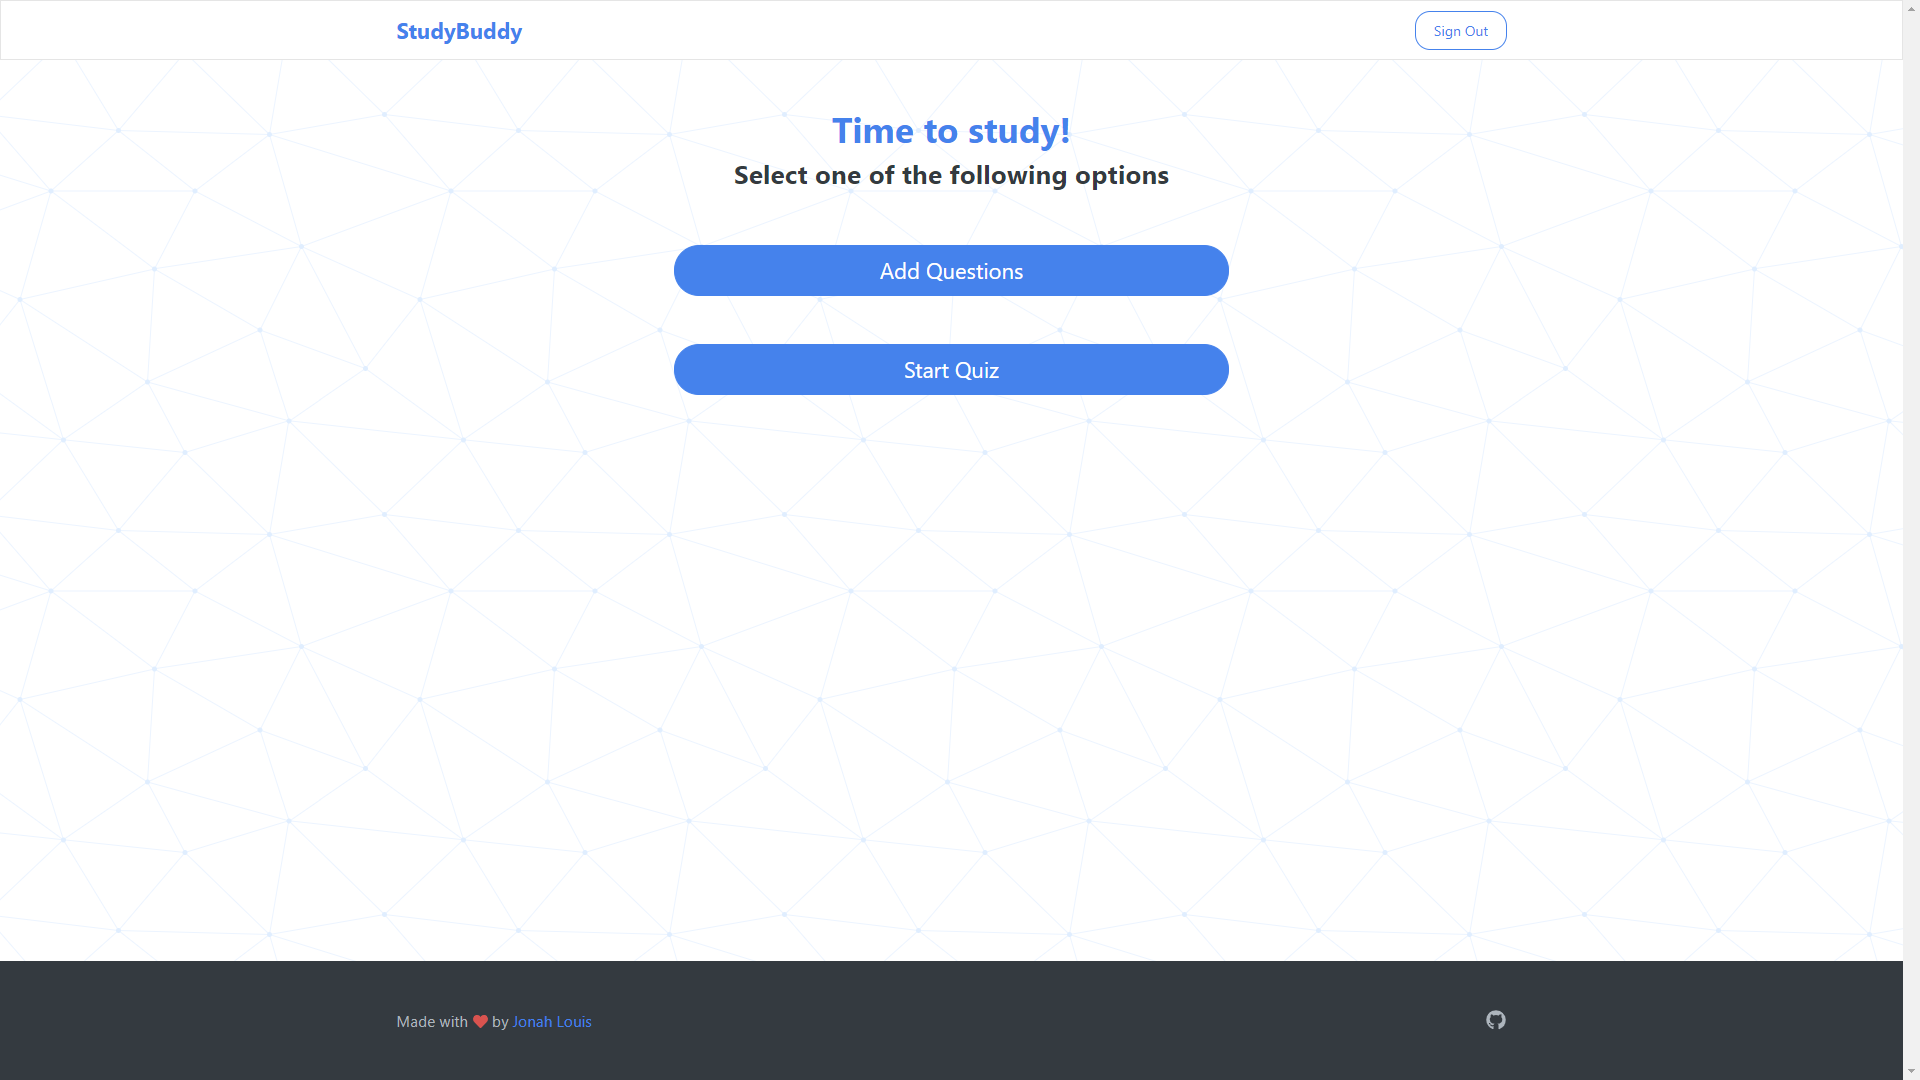 StudyBuddy
Sign Out
Time to study!
Select one of the following options
Add Questions
Start Quiz
Made with ❤ by Jonah Louis